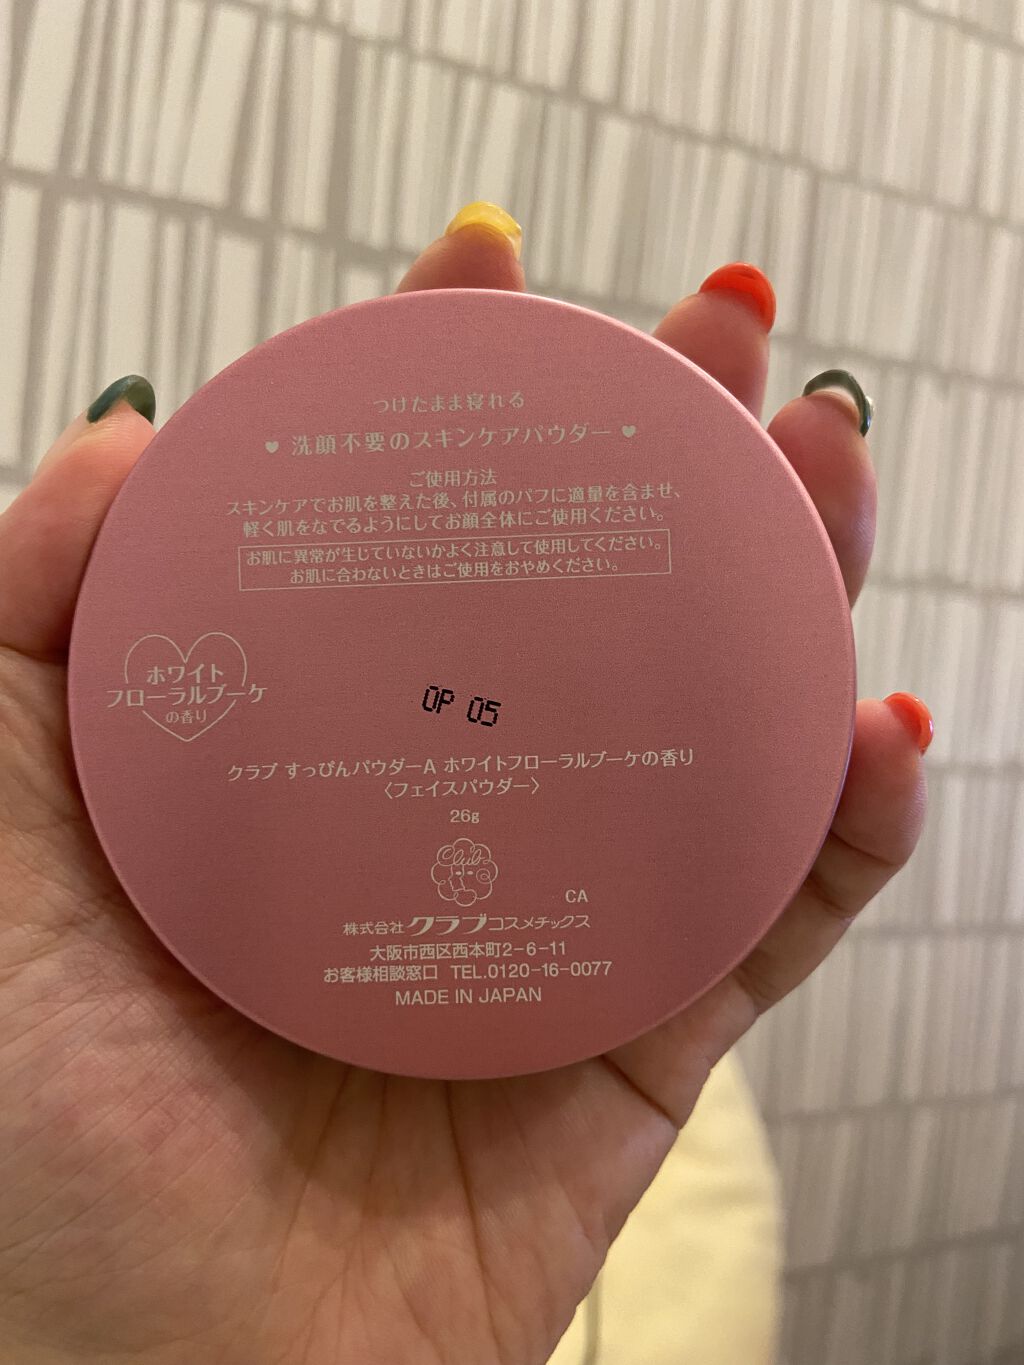 つけたまま寝れる
♥ 洗顔不要のスキンケアパウダー ♥
ご使用方法
スキンケアでお肌を整えた後、付属のパフに適量を含ませ、
軽く肌をなでるようにしてお顔全体にご使用ください。
お肌に異常が生じていないかよく注意して使用してください。
お肌に合わないときはご使用をおやめください。
ホワイト
フローラルブーケ
の香り
OP 05
クラブ すっぴんパウダーA ホワイトフローラルブーケの香り
〈フェイスパウダー〉
26g
Club
CA
株式会社 クラブコスメチックス
大阪市西区西本町2-6-11
お客様相談窓口 TEL.0120-16-0077
MADE IN JAPAN